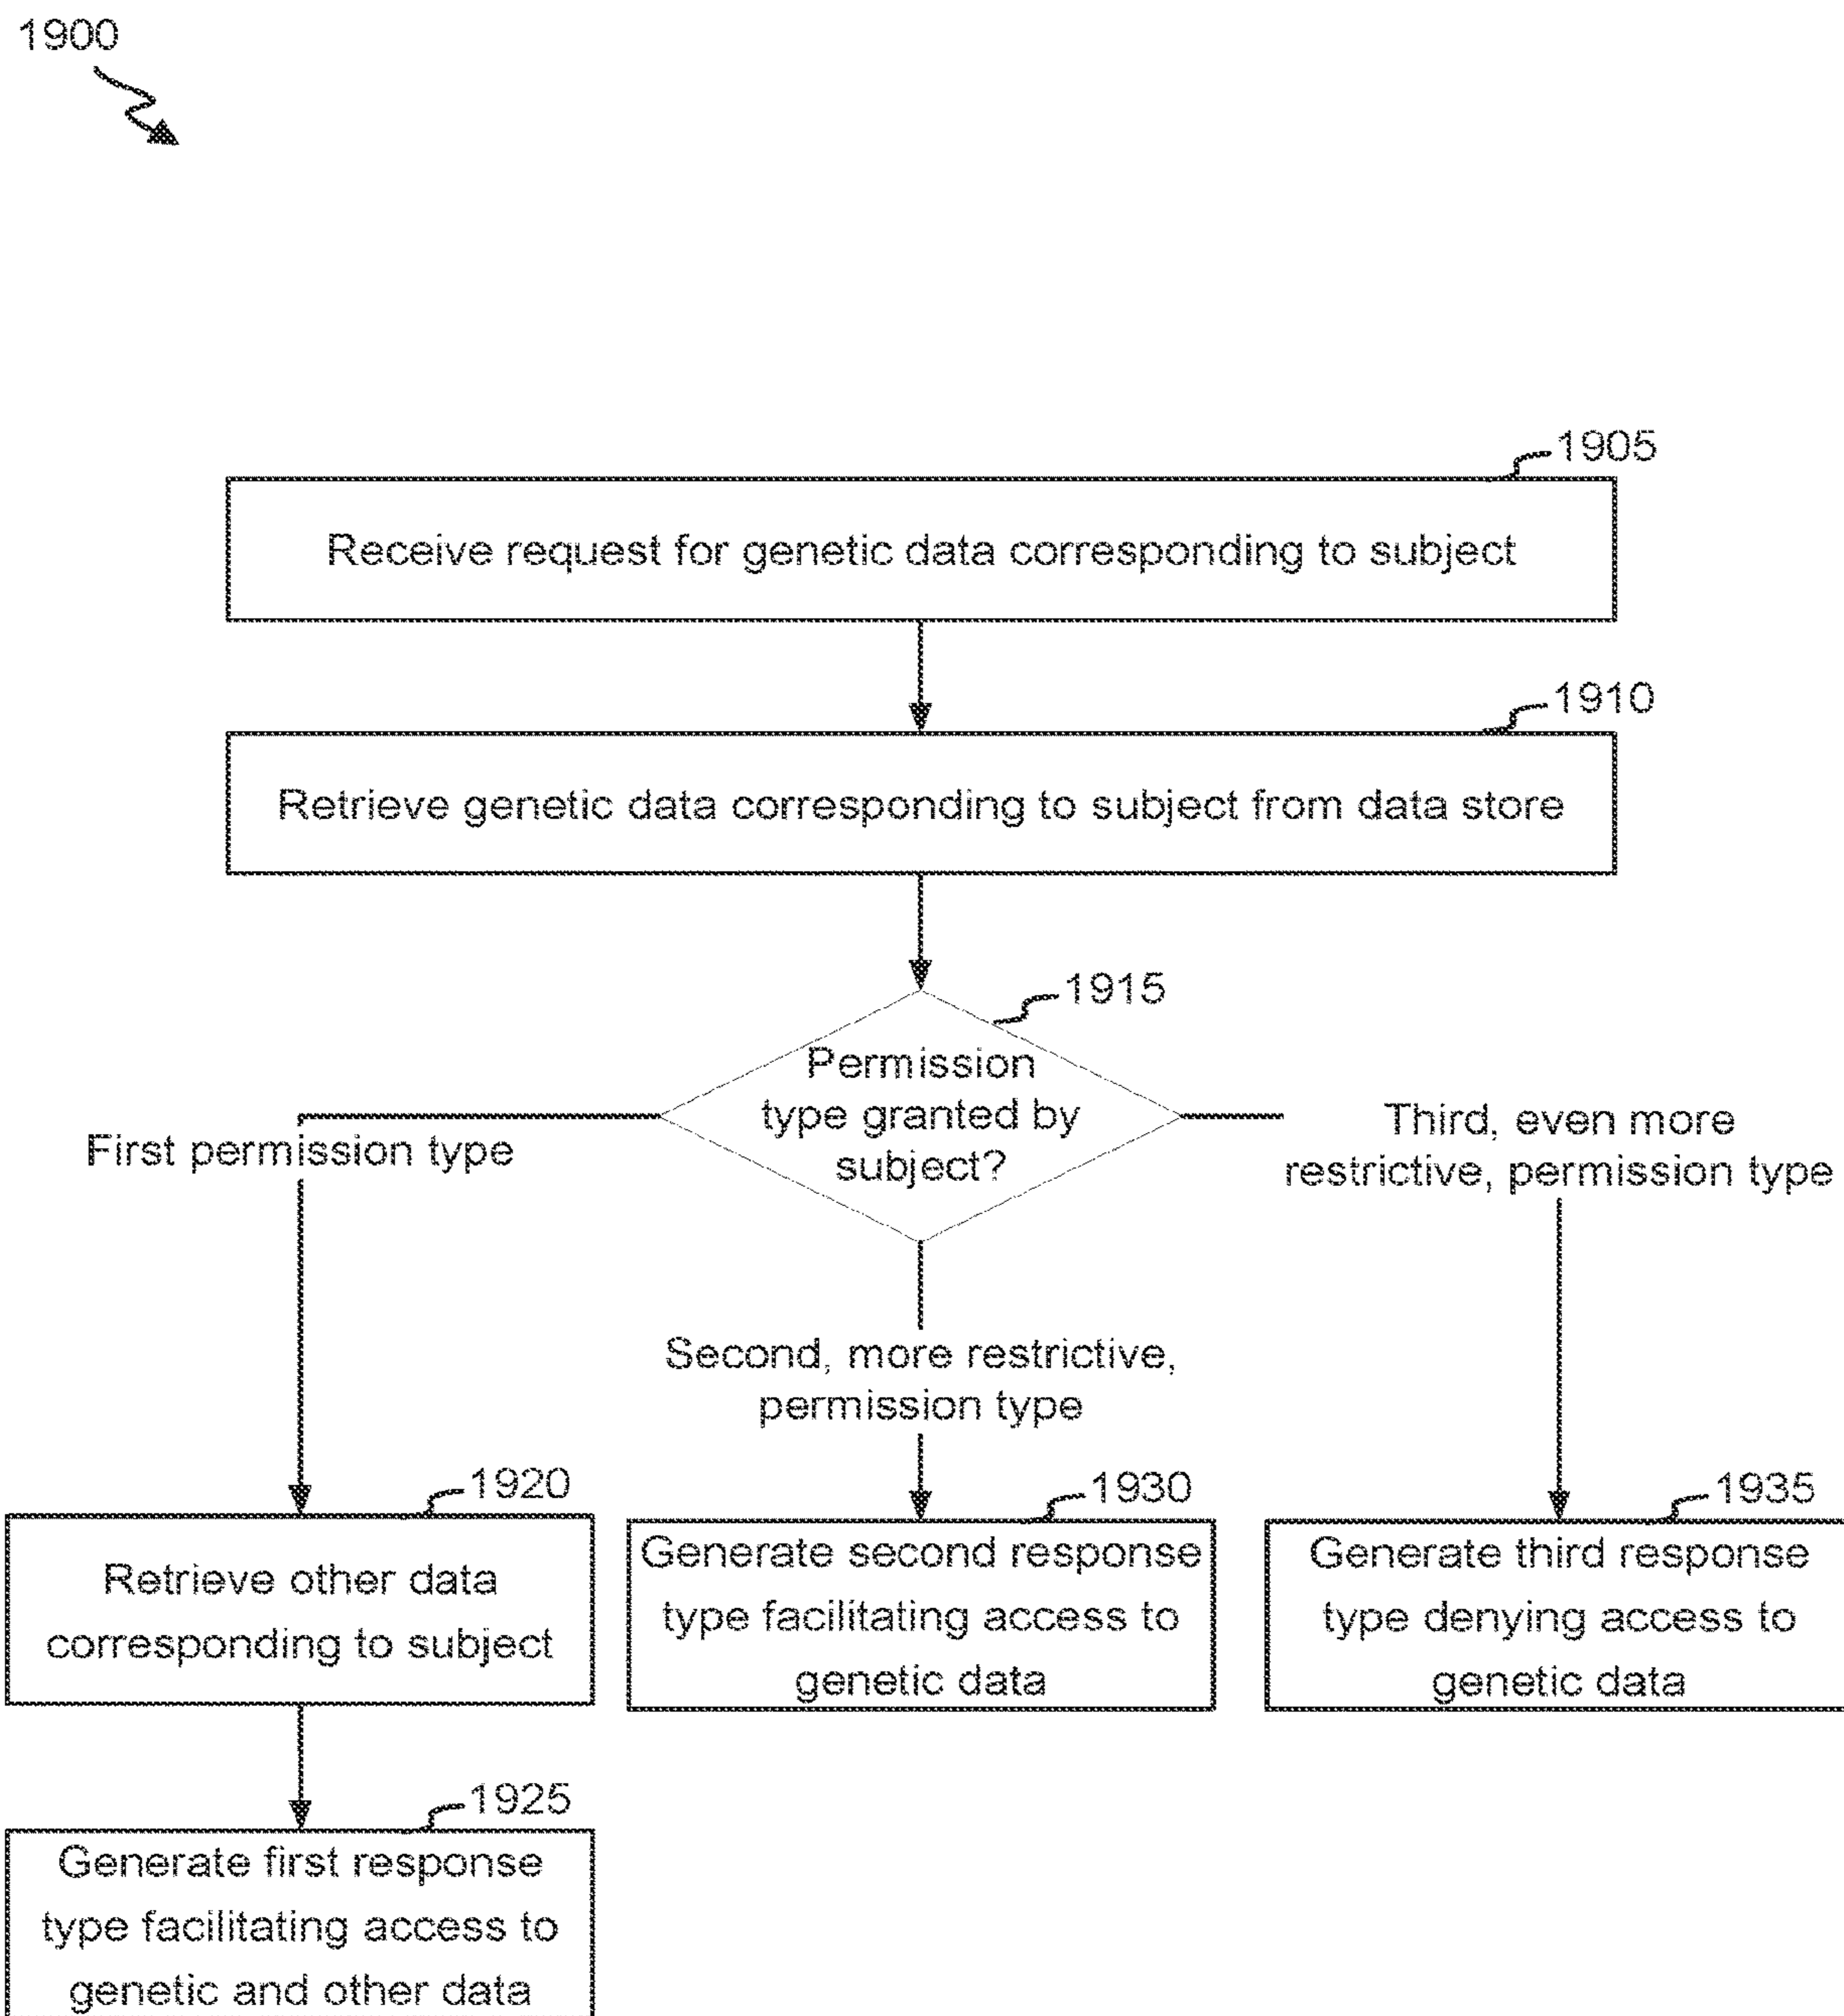 1900
1905
Receive request for genetic data corresponding to subject
1910
Retrieve genetic data corresponding to subject from data store
1915
Permission
type granted by
subject?
First permission type
Third, even more
restrictive, permission type
Second, more restrictive,
permission type
1920
Retrieve other data
corresponding to subject
1930
Generate second response
type facilitating access to
genetic data
1935
Generate third response
type denying access to
genetic data
1925
Generate first response
type facilitating access to
genetic and other data